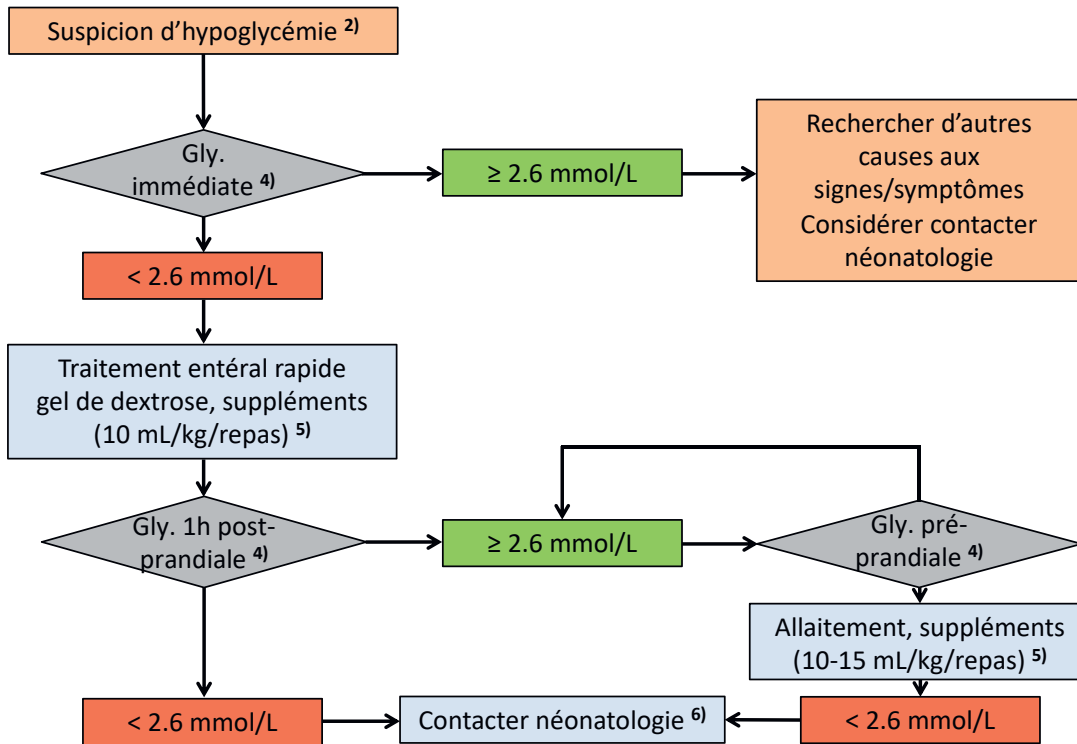 Suspicion d’hypoglycémie 2)
Gly.
immédiate 4)
≥ 2.6 mmol/L
Rechercher d’autres
causes aux
signes/symptômes
Considérer contacter
néonatologie
< 2.6 mmol/L
Traitement entéral rapide
gel de dextrose, suppléments
(10 mL/kg/repas) 5)
Gly. 1h post-
prandiale 4)
≥ 2.6 mmol/L
Gly. pré-
prandiale 4)
Allaitement, suppléments
(10-15 mL/kg/repas) 5)
< 2.6 mmol/L
Contacter néonatologie 6)
< 2.6 mmol/L